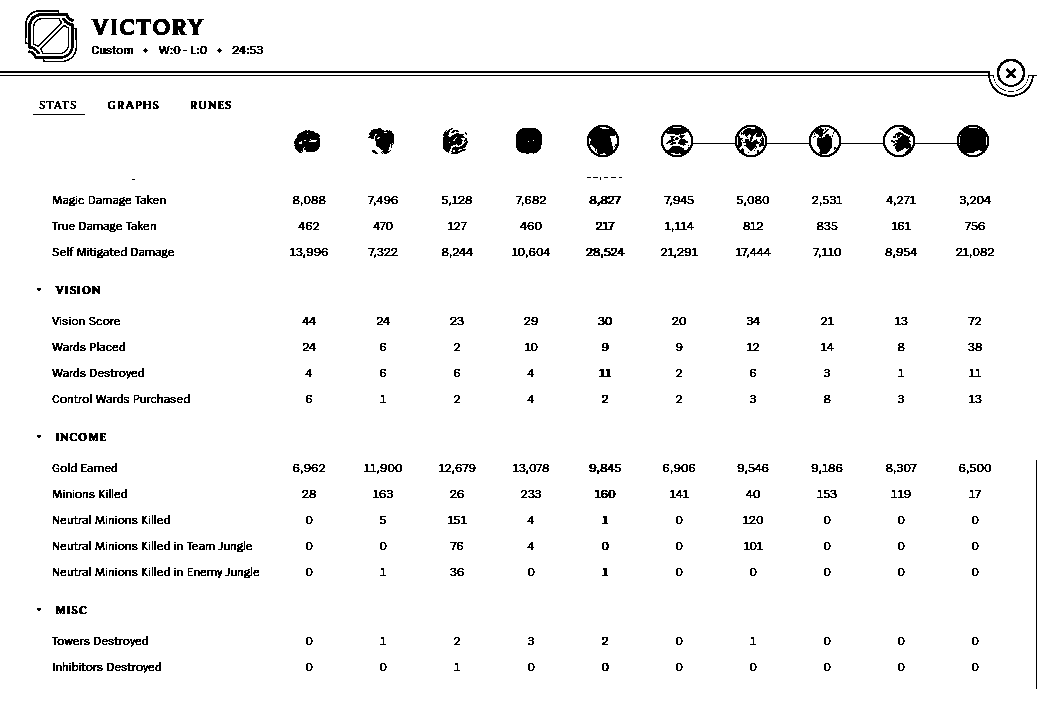 VICTORY
Custom • W:0 - L:0 • 24:53
STATS GRAPHS RUNES
Magic Damage Taken 8,088 7,496 5,128 7,682 8,827 7,945 5,080 2,531 4,271 3,204
True Damage Taken 462 470 127 460 217 1,114 812 835 161 756
Self Mitigated Damage 13,996 7,322 8,244 10,604 28,524 21,291 17,444 7,110 8,954 21,082
VISION
Vision Score 44 24 23 29 30 20 34 21 13 72
Wards Placed 24 6 2 10 9 9 12 14 8 38
Wards Destroyed 4 6 6 4 11 2 6 3 1 11
Control Wards Purchased 6 1 2 4 2 2 3 8 3 13
INCOME
Gold Earned 6,962 11,900 12,679 13,078 9,845 6,906 9,546 9,186 8,307 6,500
Minions Killed 28 163 26 233 160 141 40 153 119 17
Neutral Minions Killed 0 5 151 4 1 0 120 0 0 0
Neutral Minions Killed in Team Jungle 0 0 76 4 0 0 101 0 0 0
Neutral Minions Killed in Enemy Jungle 0 1 36 0 1 0 0 0 0 0
MISC
Towers Destroyed 0 1 2 3 2 0 1 0 0 0
Inhibitors Destroyed 0 0 1 0 0 0 0 0 0 0